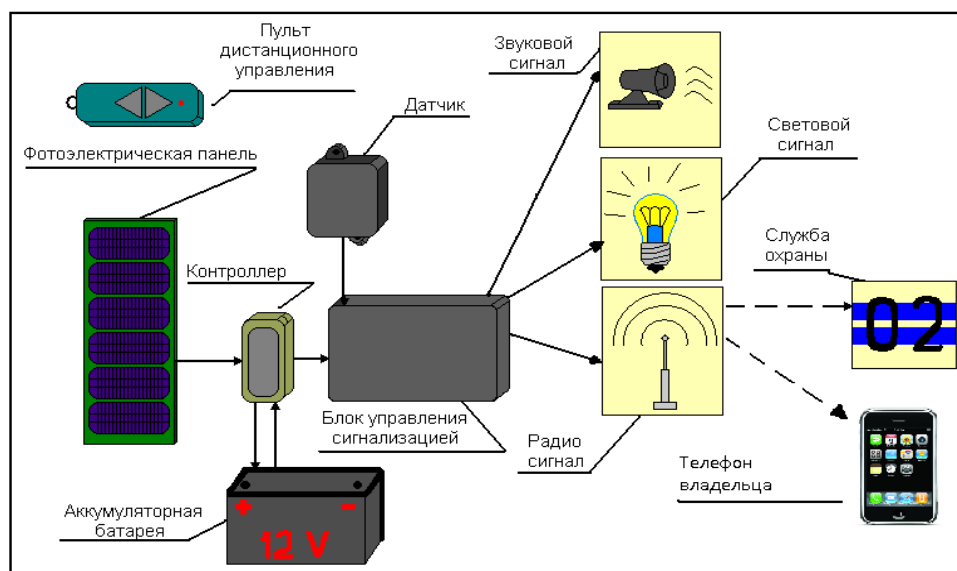 Пульт
дистанционного
управления
Звуковой
сигнал
Датчик
Световой
сигнал
Фотоэлектрическая панель
Служба
охраны
Контроллер
02
Блок управления
сигнализацией
Радио
сигнал
Телефон
владельца
Аккумуляторная
батарея
+ -
12 V